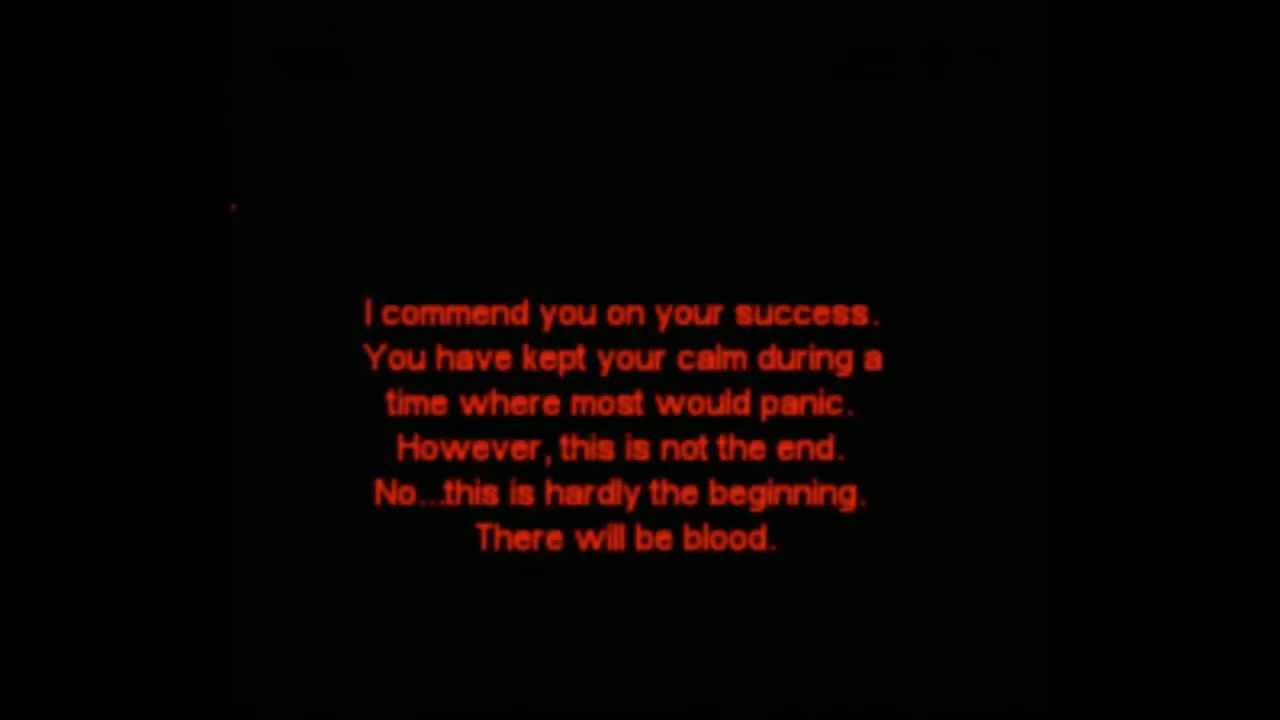 I commend you on your success.
You have kept your calm during a
time where most would panic.
However, this is not the end.
No...this is hardly the beginning.
There will be blood.